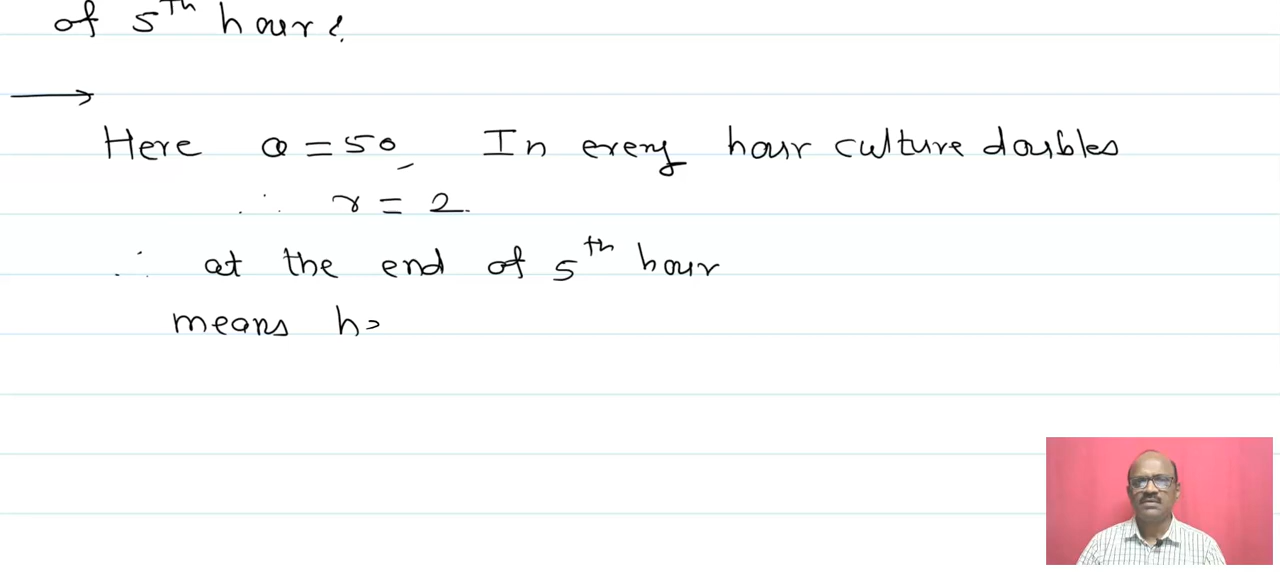 of 5th hour?
Here a = 50, In every hour culture doubles
∴ r = 2.
∴ at the end of 5th hour
means h=